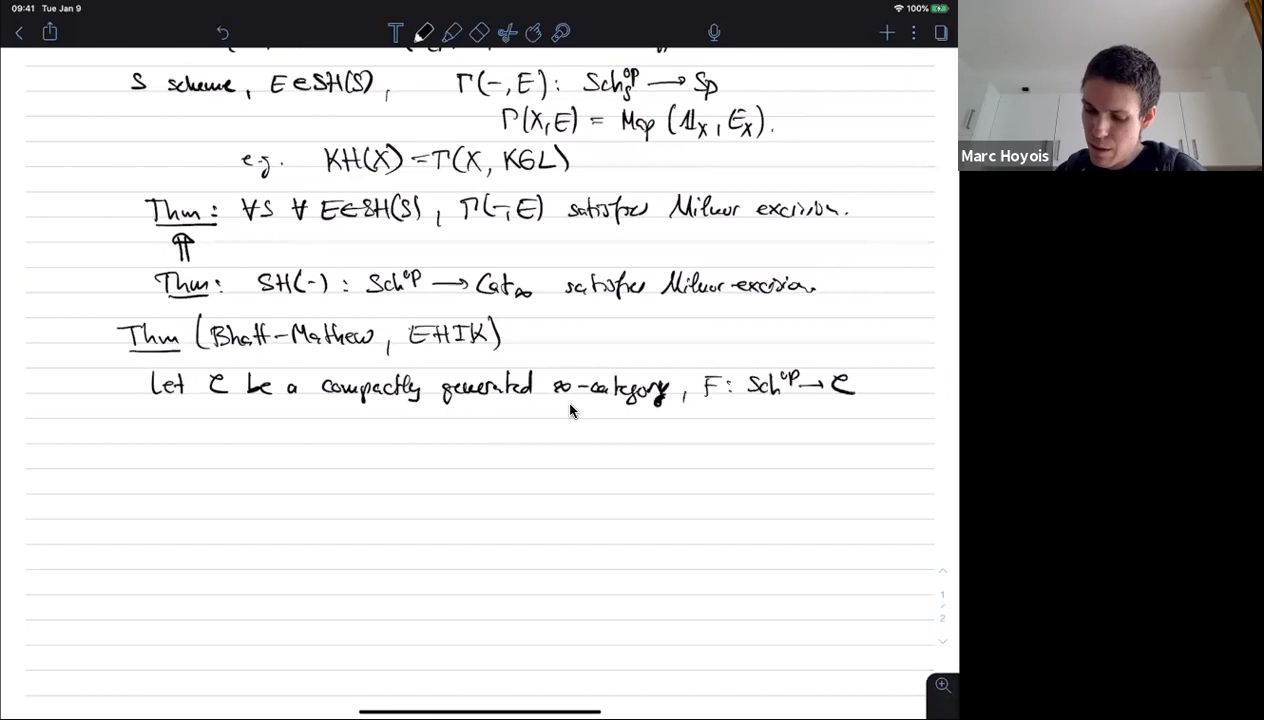 09:41 Tue Jan 9
100%
S scheme, E ∈ SH(S), Γ(-, E): Sch_S^op → Sp
Γ(X, E) = Map (𝟙_X, E_X).
e.g. KH(X) = Γ(X, KGL)
Thm: ∀S ∀ E∈SH(S), Γ(-, E) satisfies Milnor excision.
⇑
Thm: SH(-): Sch^op → Cat_∞ satisfies Milnor excision.
Thm (Bhatt-Mathew, EHIK)
Let C be a compactly generated ∞-category, F: Sch^op → C
Marc Hoyois
1
/
2